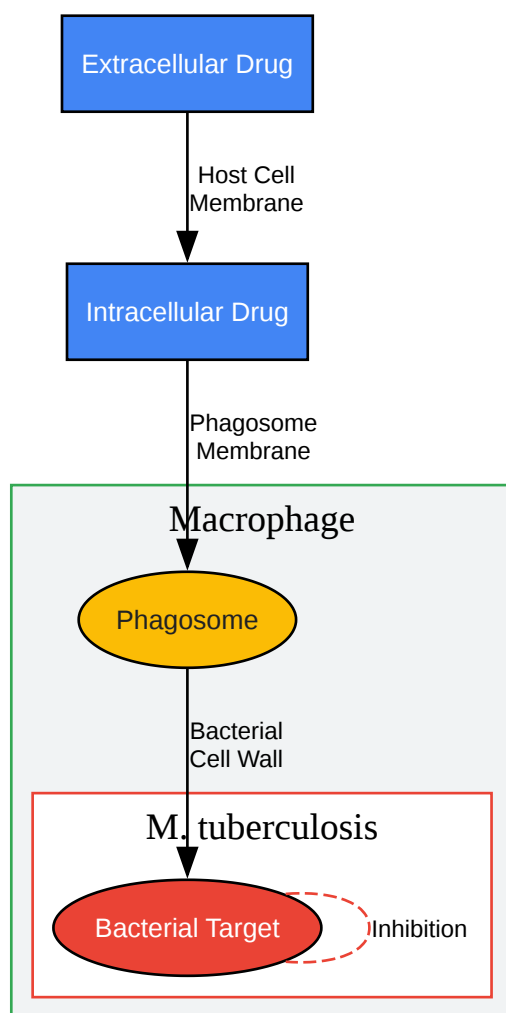 Extracellular Drug
Host Cell
Membrane
Intracellular Drug
Phagosome
Membrane
Macrophage
Phagosome
Bacterial
Cell Wall
M. tuberculosis
Bacterial Target
Inhibition